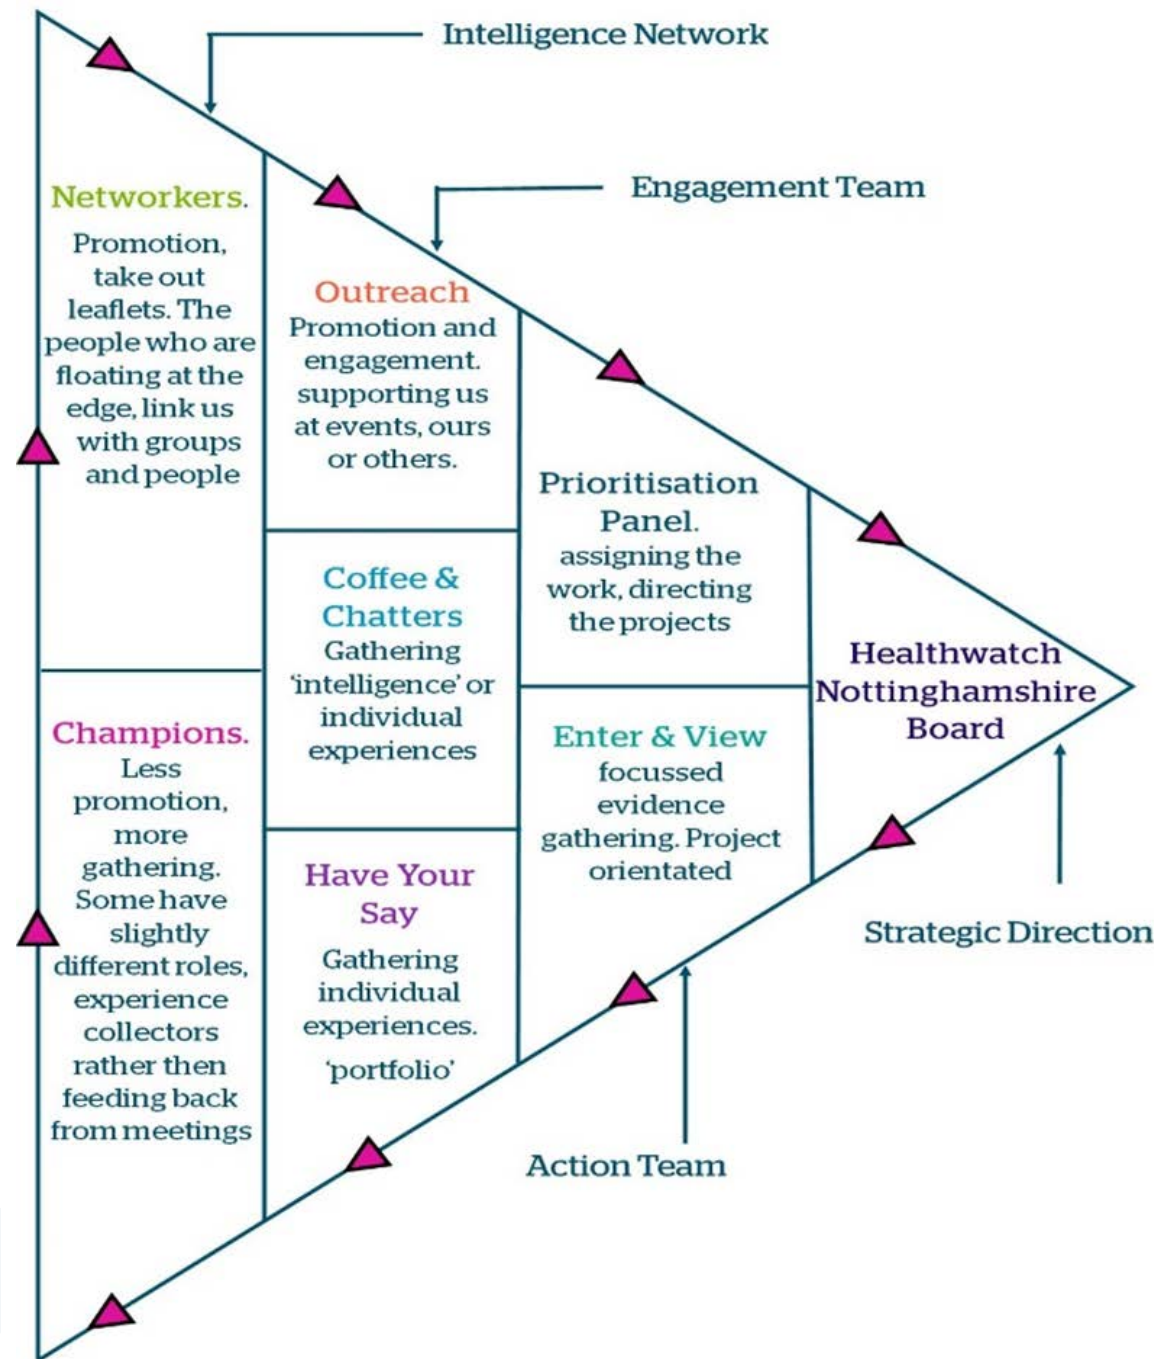 Intelligence Network
Engagement Team
Networkers.
Promotion,
take out
leaflets. The
people who are
floating at the
edge, link us
with groups
and people
Champions.
Less
promotion,
more
gathering.
Some have
slightly
different roles,
experience
collectors
rather then
feeding back
from meetings
Outreach
Promotion and
engagement.
supporting us
at events, ours
or others.
Coffee &
Chatters
Gathering
‘intelligence’ or
individual
experiences
Have Your
Say
Gathering
individual
experiences.
‘portfolio’
Prioritisation
Panel.
assigning the
work, directing
the projects
Enter & View
focussed
evidence
gathering. Project
orientated
Healthwatch
Nottinghamshire
Board
Strategic Direction
Action Team